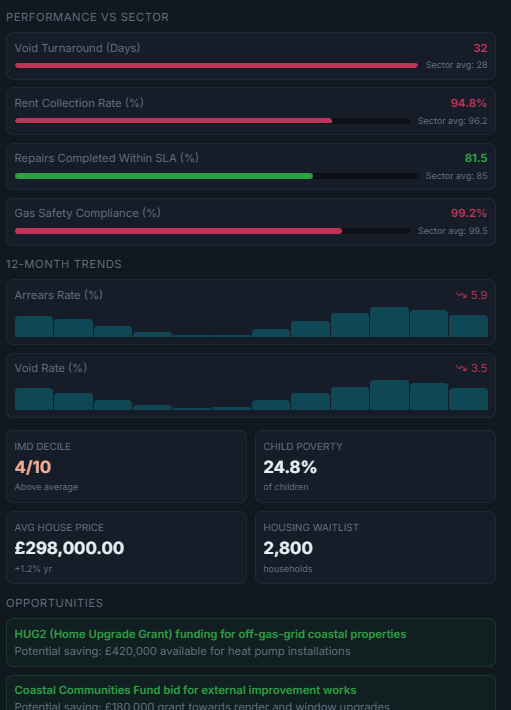 PERFORMANCE VS SECTOR
Void Turnaround (Days) 32
Sector avg: 28
Rent Collection Rate (%) 94.8%
Sector avg: 96.2
Repairs Completed Within SLA (%) 81.5
Sector avg: 85
Gas Safety Compliance (%) 99.2%
Sector avg: 99.5
12-MONTH TRENDS
Arrears Rate (%) 5.9
Void Rate (%) 3.5
IMD DECILE
4/10
Above average
CHILD POVERTY
24.8%
of children
AVG HOUSE PRICE
£298,000.00
+1.2% yr
HOUSING WAITLIST
2,800
households
OPPORTUNITIES
HUG2 (Home Upgrade Grant) funding for off-gas-grid coastal properties
Potential saving: £420,000 available for heat pump installations
Coastal Communities Fund bid for external improvement works
Potential saving: £180,000 grant towards render and window upgrades